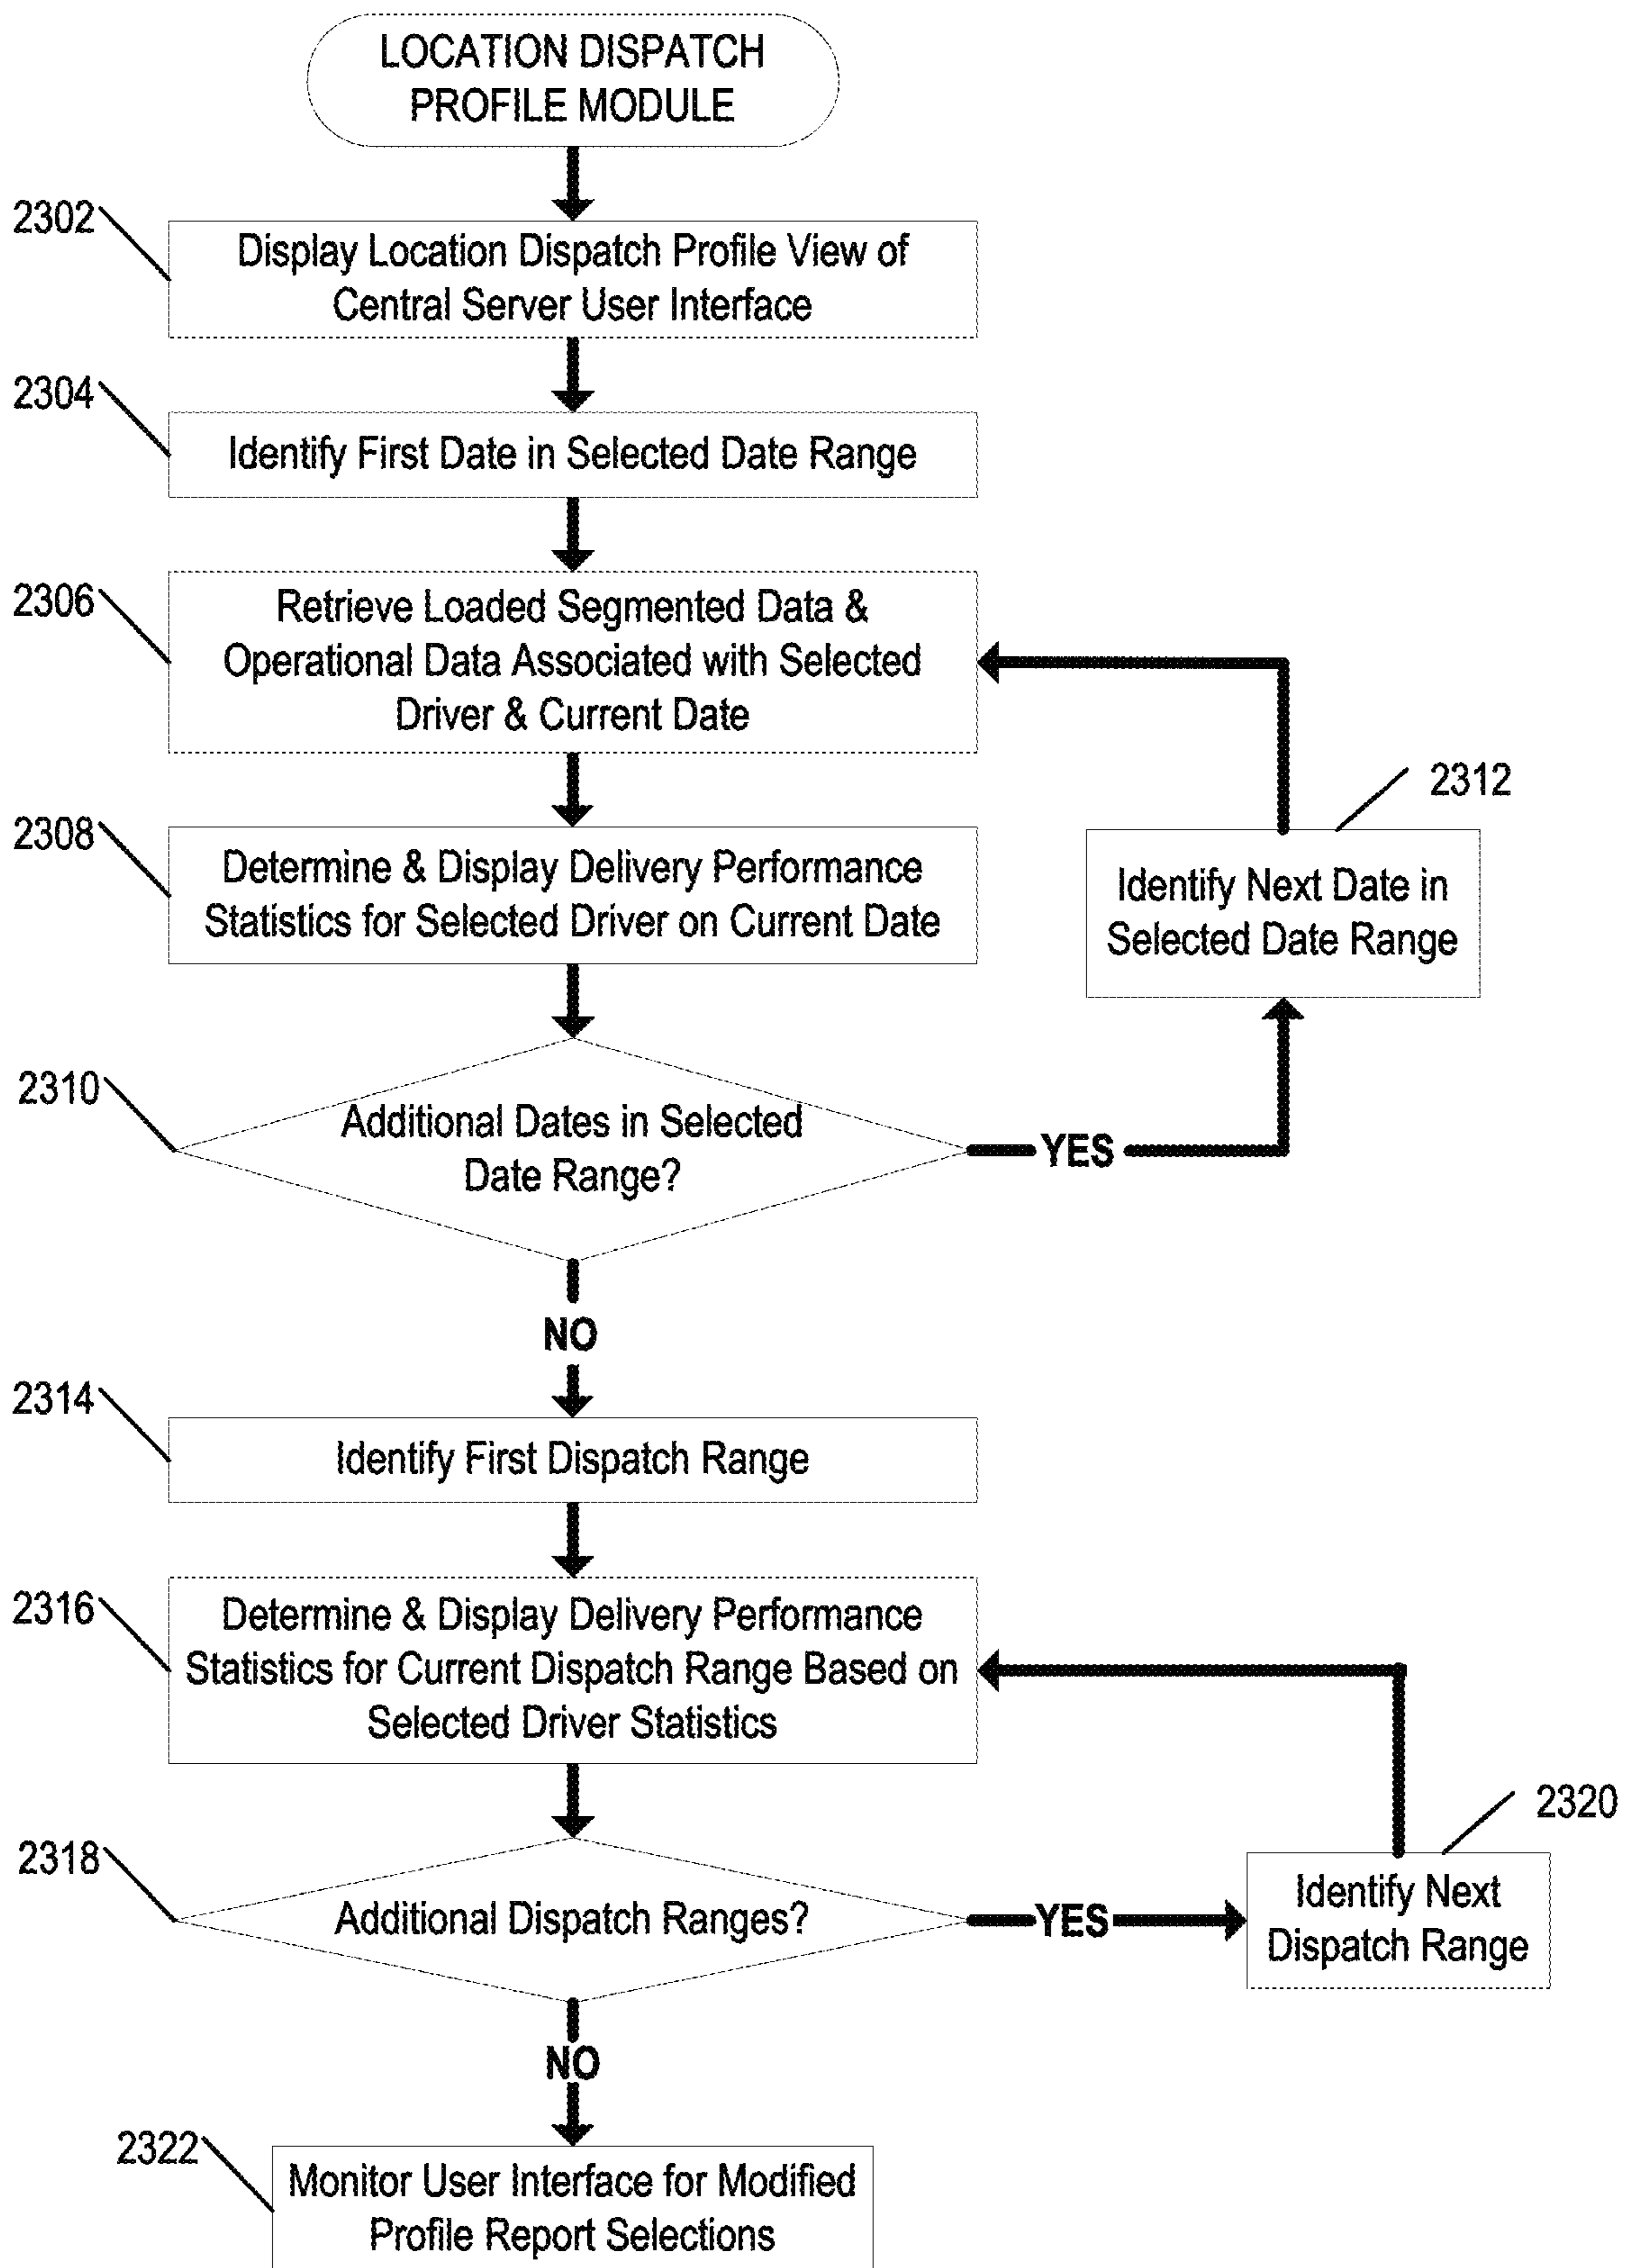 LOCATION DISPATCH
PROFILE MODULE
2302
Display Location Dispatch Profile View of
Central Server User Interface
2304
Identify First Date in Selected Date Range
2306
Retrieve Loaded Segmented Data &
Operational Data Associated with Selected
Driver & Current Date
2308
Determine & Display Delivery Performance
Statistics for Selected Driver on Current Date
2312
Identify Next Date in
Selected Date Range
2310
Additional Dates in Selected
Date Range?
YES
NO
2314
Identify First Dispatch Range
2316
Determine & Display Delivery Performance
Statistics for Current Dispatch Range Based on
Selected Driver Statistics
2318
Additional Dispatch Ranges?
YES
2320
Identify Next
Dispatch Range
NO
2322
Monitor User Interface for Modified
Profile Report Selections